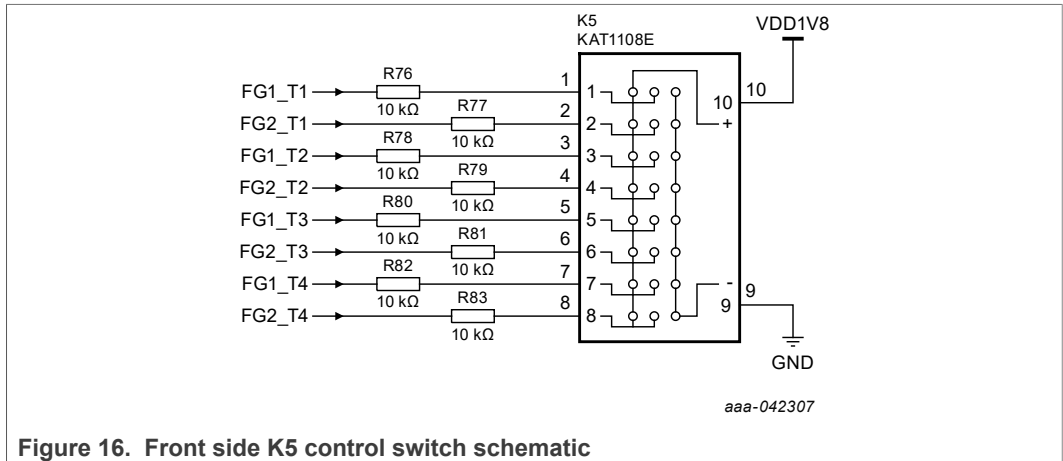 K5
KAT1108E
VDD1V8
FG1_T1 R76 10 kΩ 1 1
10 10
FG2_T1 R77 10 kΩ 2 2 +
FG1_T2 R78 10 kΩ 3 3
FG2_T2 R79 10 kΩ 4 4
FG1_T3 R80 10 kΩ 5 5
FG2_T3 R81 10 kΩ 6 6
FG1_T4 R82 10 kΩ 7 7 -
9 9
FG2_T4 R83 10 kΩ 8 8
GND
aaa-042307
Figure 16. Front side K5 control switch schematic